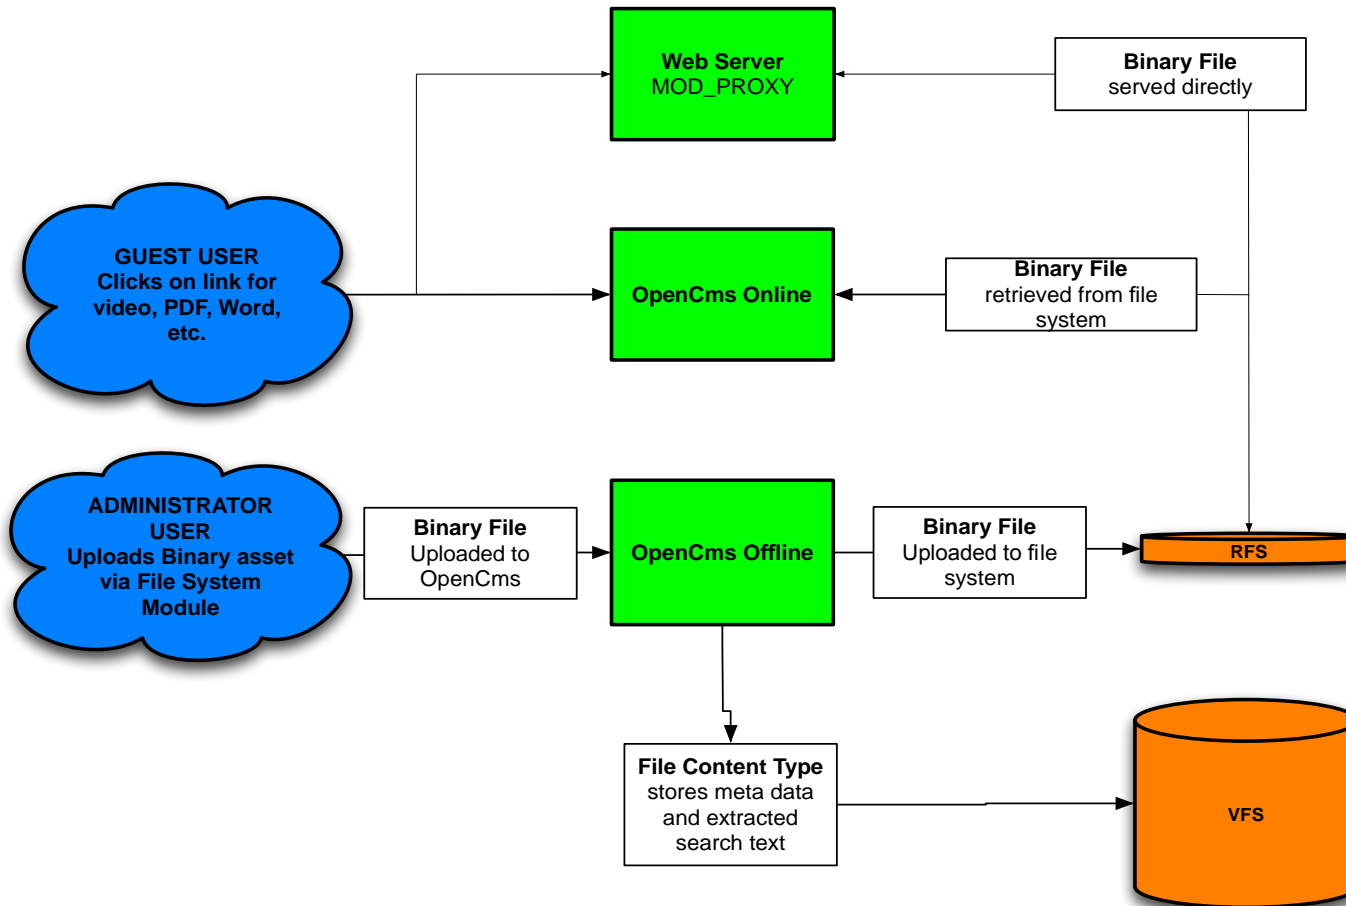 Web Server
MOD_PROXY
Binary File
served directly
GUEST USER
Clicks on link for
video, PDF, Word,
etc.
OpenCms Online
Binary File
retrieved from file
system
ADMINISTRATOR
USER
Uploads Binary asset
via File System
Module
Binary File
Uploaded to
OpenCms
OpenCms Offline
Binary File
Uploaded to file
system
RFS
File Content Type
stores meta data
and extracted
search text
VFS